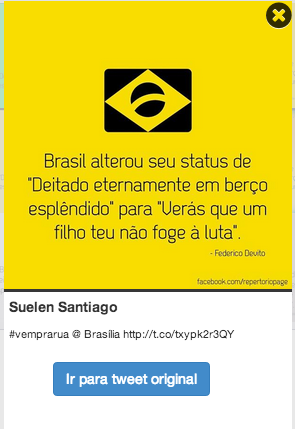 Brasil alterou seu status de
"Deitado eternamente em berço
esplêndido" para "Verás que um
filho teu não foge à luta".
- Federico Devito
facebook.com/repertoriopage
Suelen Santiago
#vemprarua @ Brasília http://t.co/txypk2r3QY
Ir para tweet original